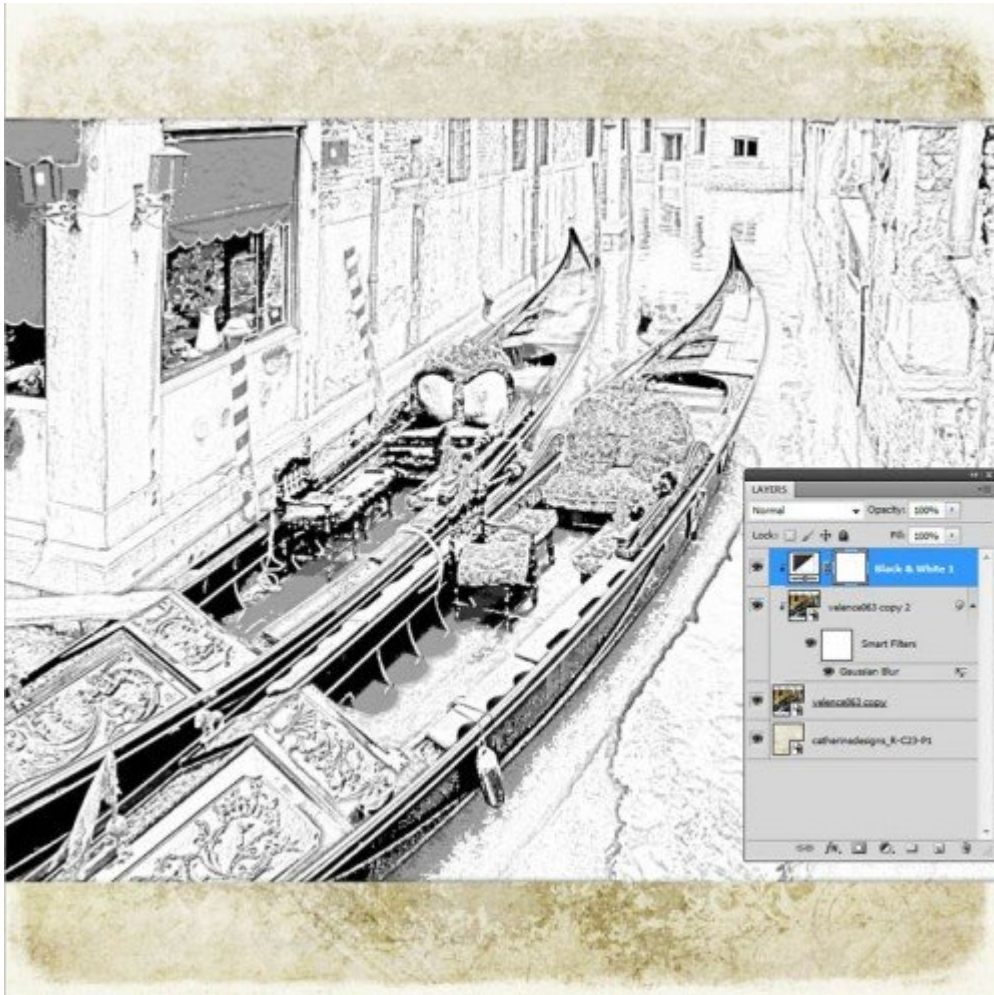 LAYERS
Normal Opacity: 100%
Lock: Fill: 100%
Black & White 1
valence063 copy 2
Smart Filters
Gaussian Blur
valence063 copy
catherinedesigns_R-C23-P1
fx.